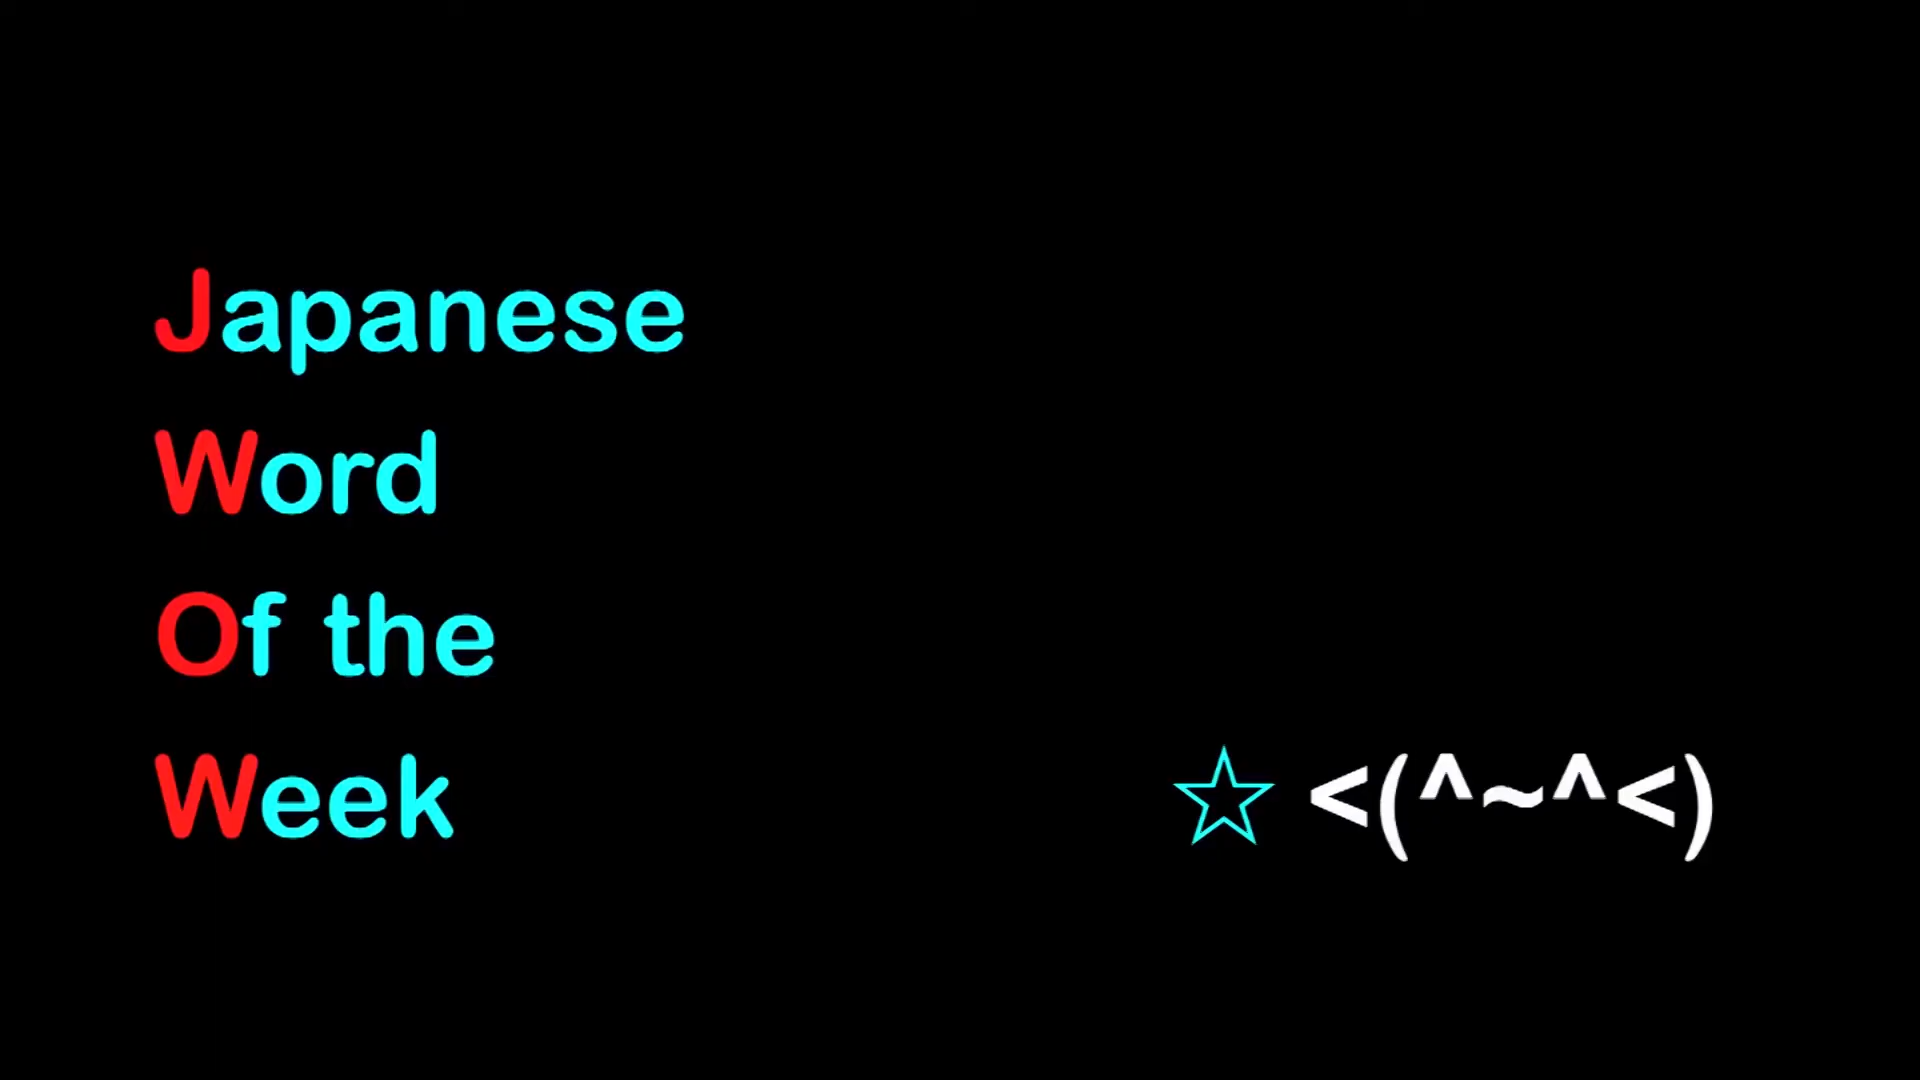 Japanese
Word
Of the
Week
☆ <(^~^<)